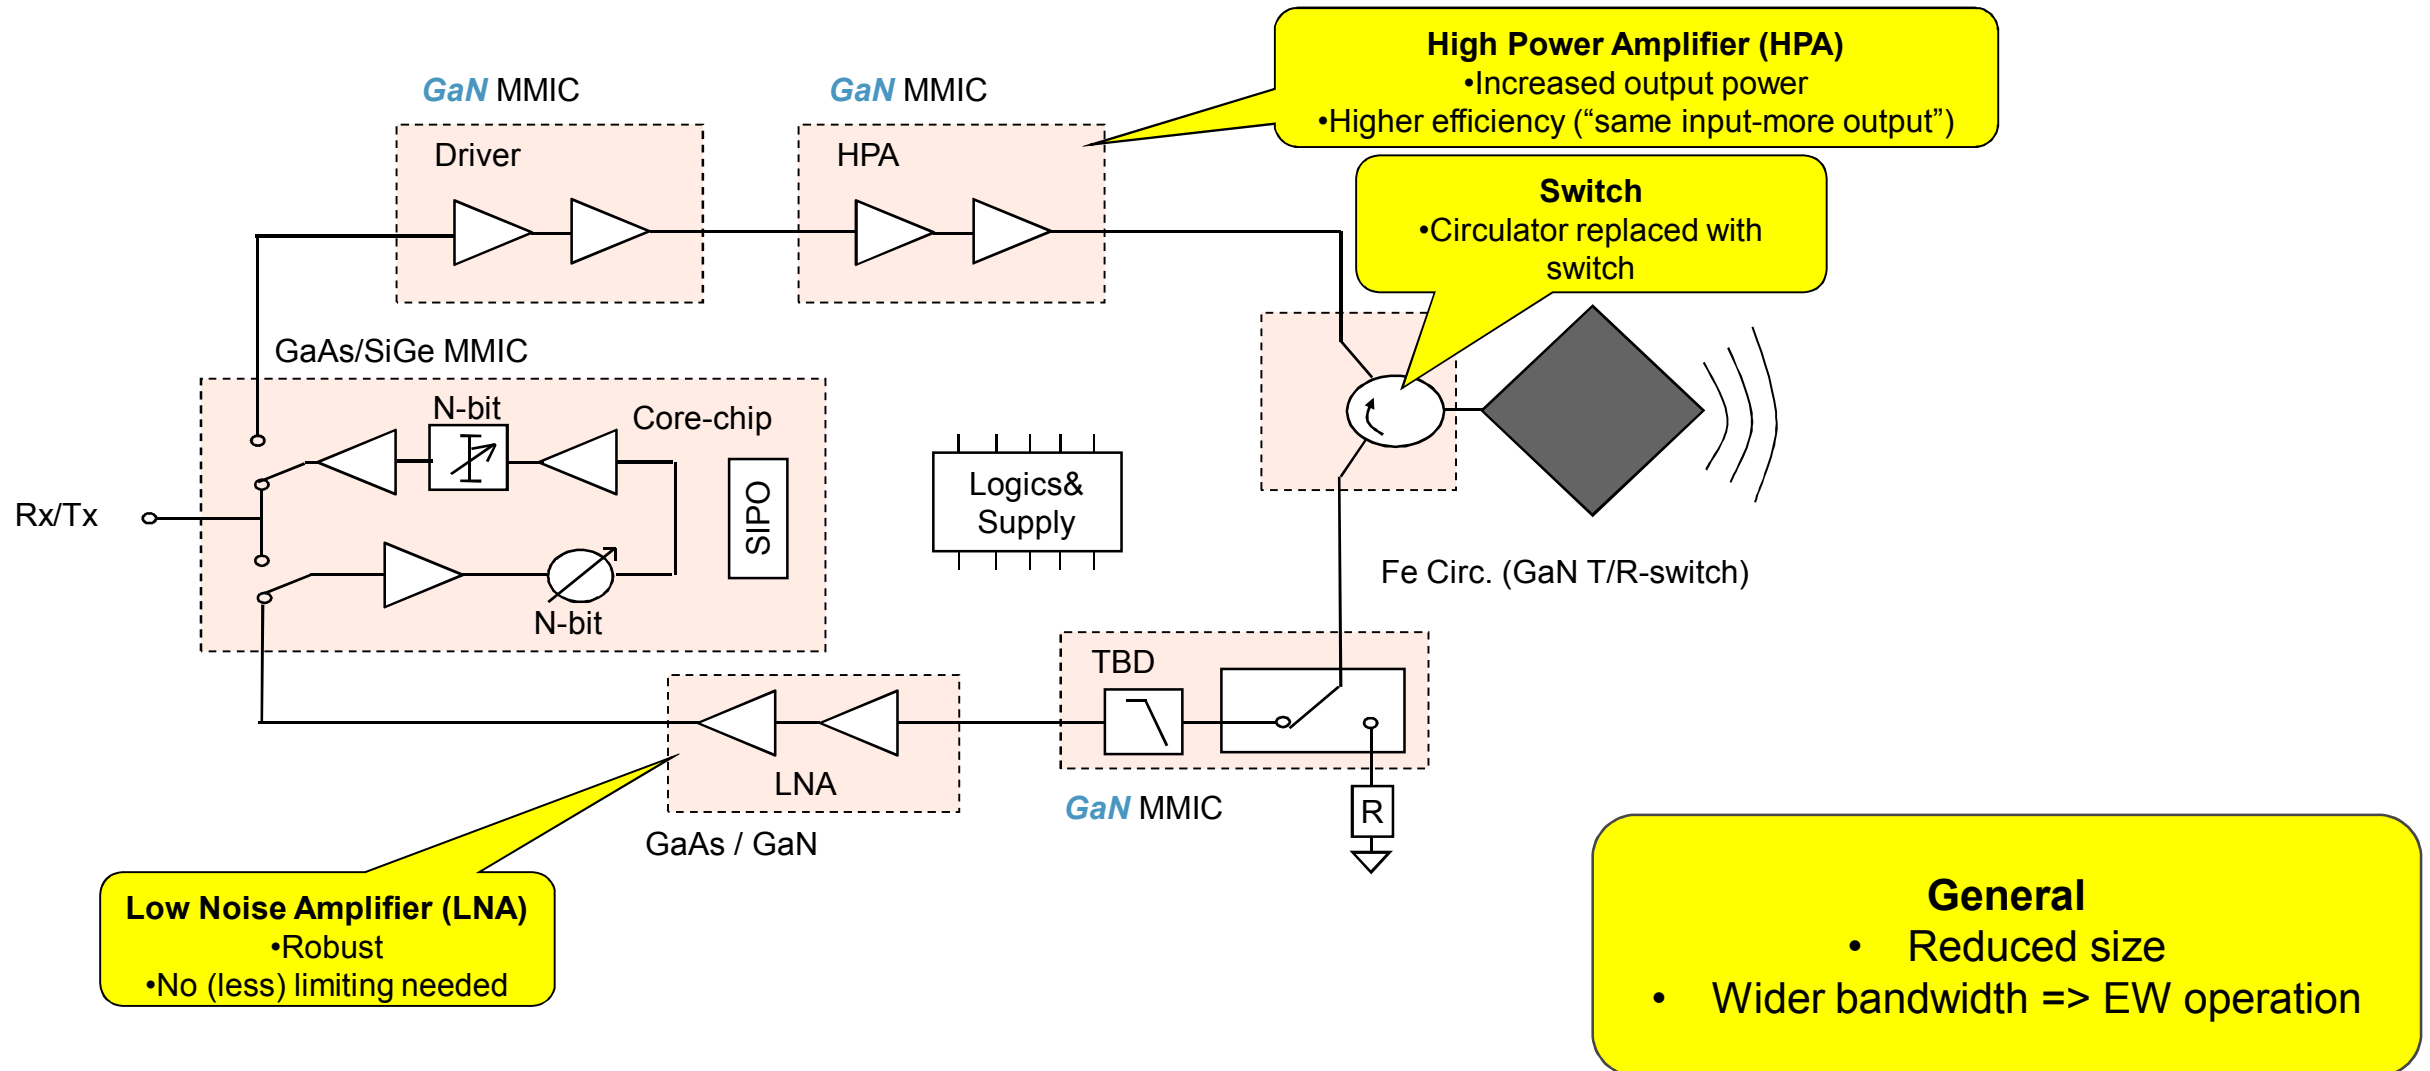 High Power Amplifier (HPA)
•Increased output power
•Higher efficiency (“same input-more output”)
GaN MMIC
GaN MMIC
Driver
HPA
Switch
•Circulator replaced with
switch
GaAs/SiGe MMIC
N-bit
Core-chip
SIPO
Rx/Tx
N-bit
Logics&
Supply
Fe Circ. (GaN T/R-switch)
TBD
LNA
GaAs / GaN
GaN MMIC
R
Low Noise Amplifier (LNA)
•Robust
•No (less) limiting needed
General
• Reduced size
• Wider bandwidth => EW operation